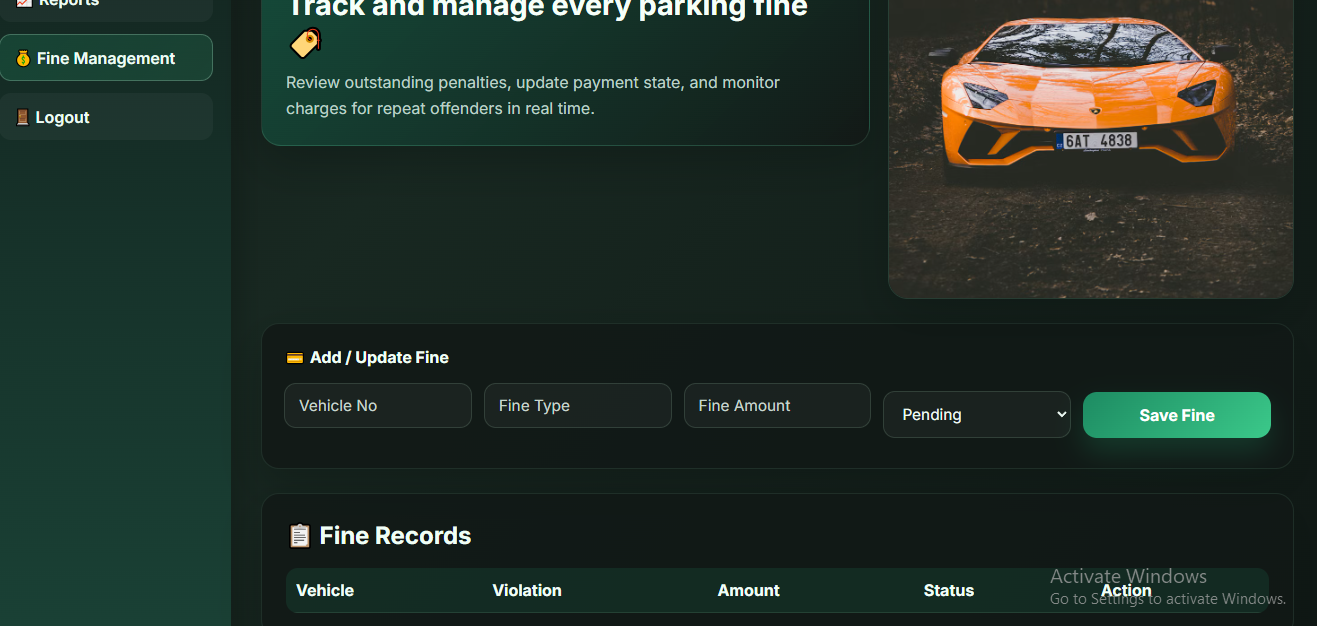 Reports
Fine Management
Logout
Track and manage every parking fine
Review outstanding penalties, update payment state, and monitor
charges for repeat offenders in real time.
6AT 4838
Add / Update Fine
Vehicle No
Fine Type
Fine Amount
Pending
Save Fine
Fine Records
Vehicle
Violation
Amount
Status
Action
Activate Windows
Go to Settings to activate Windows.